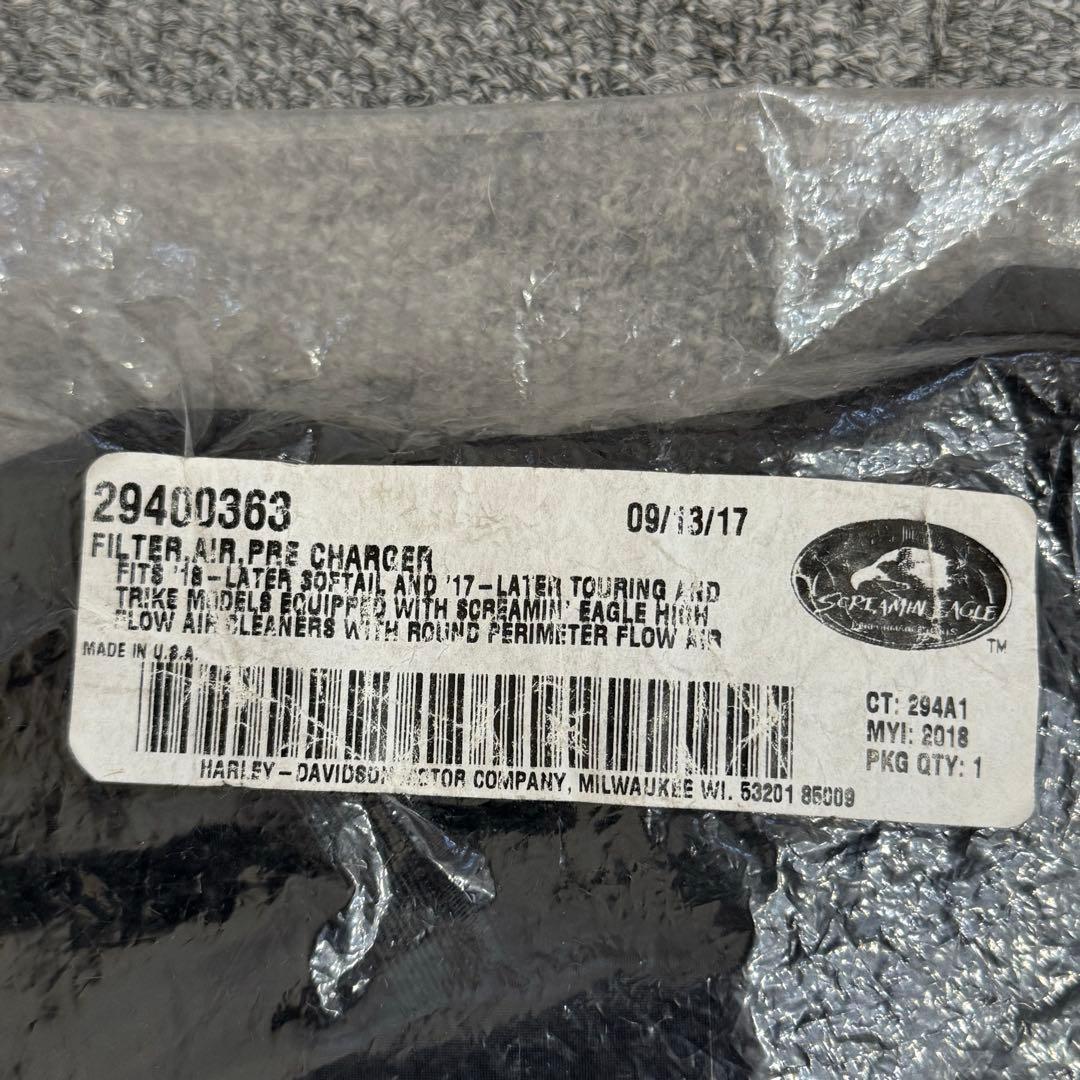 29400363
09/13/17
FILTER,AIR,PRE CHARGER
FITS '18-LATER SOFTAIL AND '17-LATER TOURING AND
TRIKE MODELS EQUIPPED WITH SCREAMIN' EAGLE HIGH
FLOW AIR CLEANERS WITH ROUND PERIMETER FLOW AIR
MADE IN U.S.A.
SCREAMIN' EAGLE
PERFORMANCE PARTS
TM
CT: 294A1
MYI: 2018
PKG QTY: 1
HARLEY-DAVIDSON MOTOR COMPANY, MILWAUKEE WI. 53201 85009